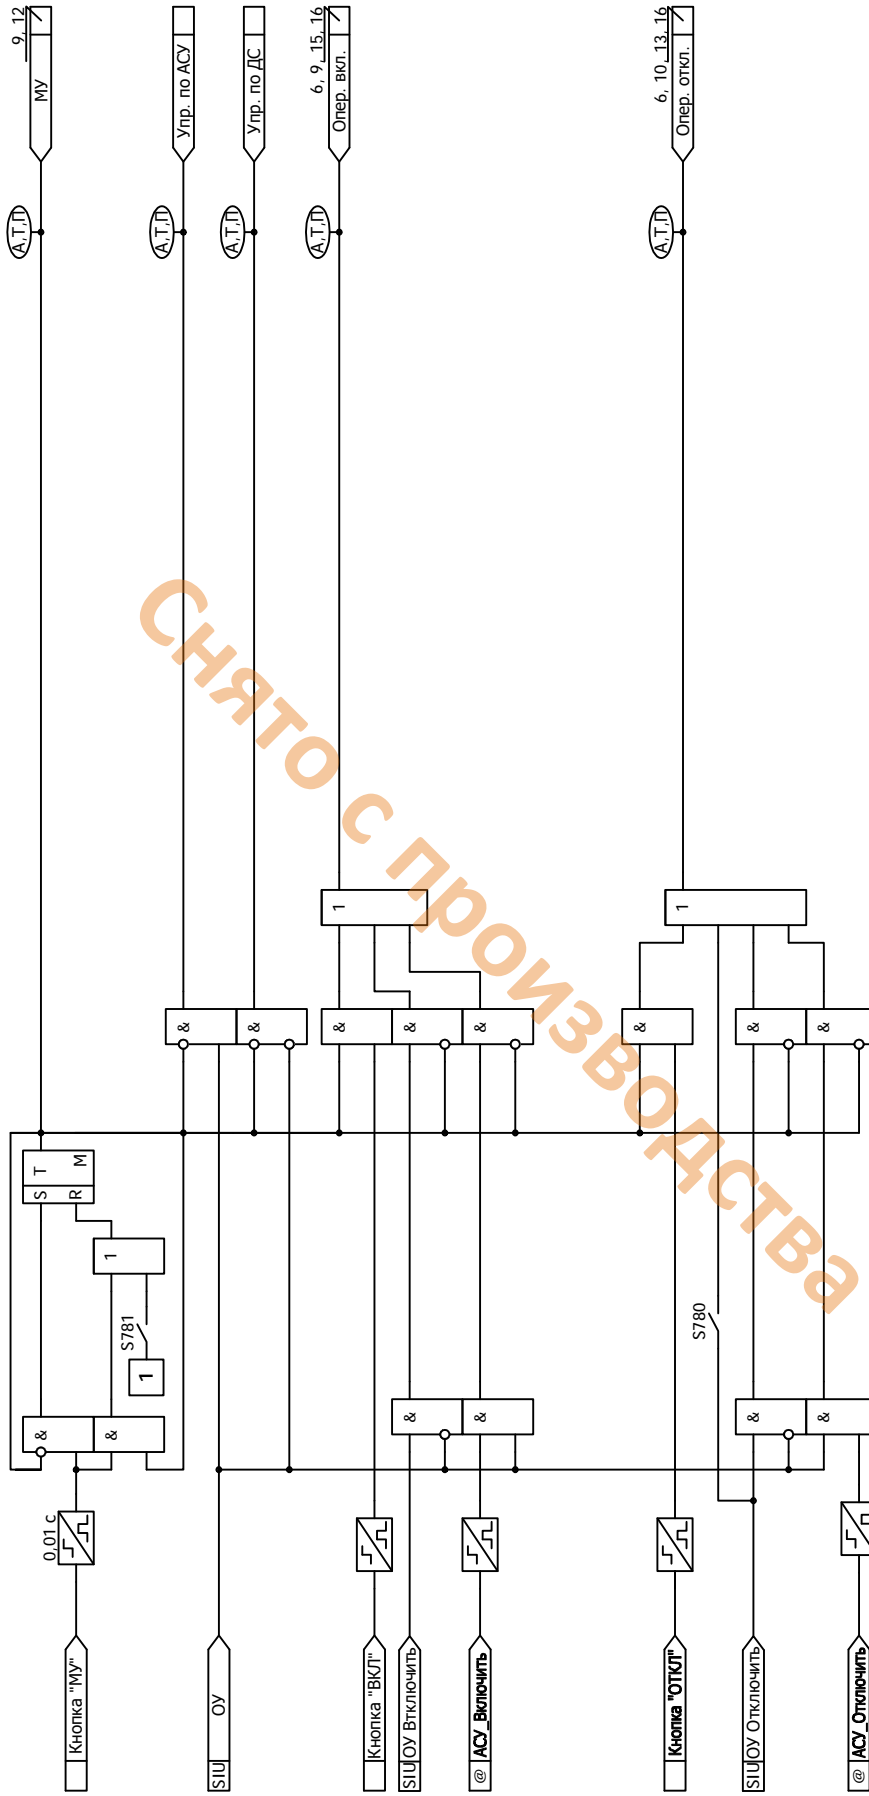 9, 12
МУ
Упр. по АСУ
Упр. по ДС
6, 9, 15, 16
Опер. вкл.
6, 10, 13, 16
Опер. откл.
А,Т,П
А,Т,П
А,Т,П
А,Т,П
А,Т,П
Снято с производства
1
1
&
&
&
&
&
&
&
&
T
M
S
R
1
S781
1
S780
&
&
&
&
&
&
0,01 с
Кнопка "МУ"
SIU
ОУ
Кнопка "ВКЛ"
SIU
ОУ Втключить
@
АСУ_Включить
Кнопка "ОТКЛ"
SIU
ОУ Отключить
@
АСУ_Отключить